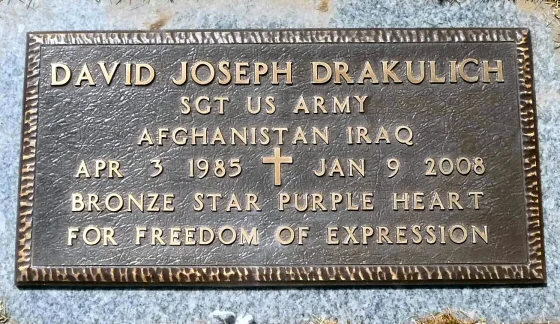 DAVID JOSEPH DRAKULICH
SGT US ARMY
AFGHANISTAN IRAQ
APR 3 1985 JAN 9 2008
BRONZE STAR PURPLE HEART
FOR FREEDOM OF EXPRESSION